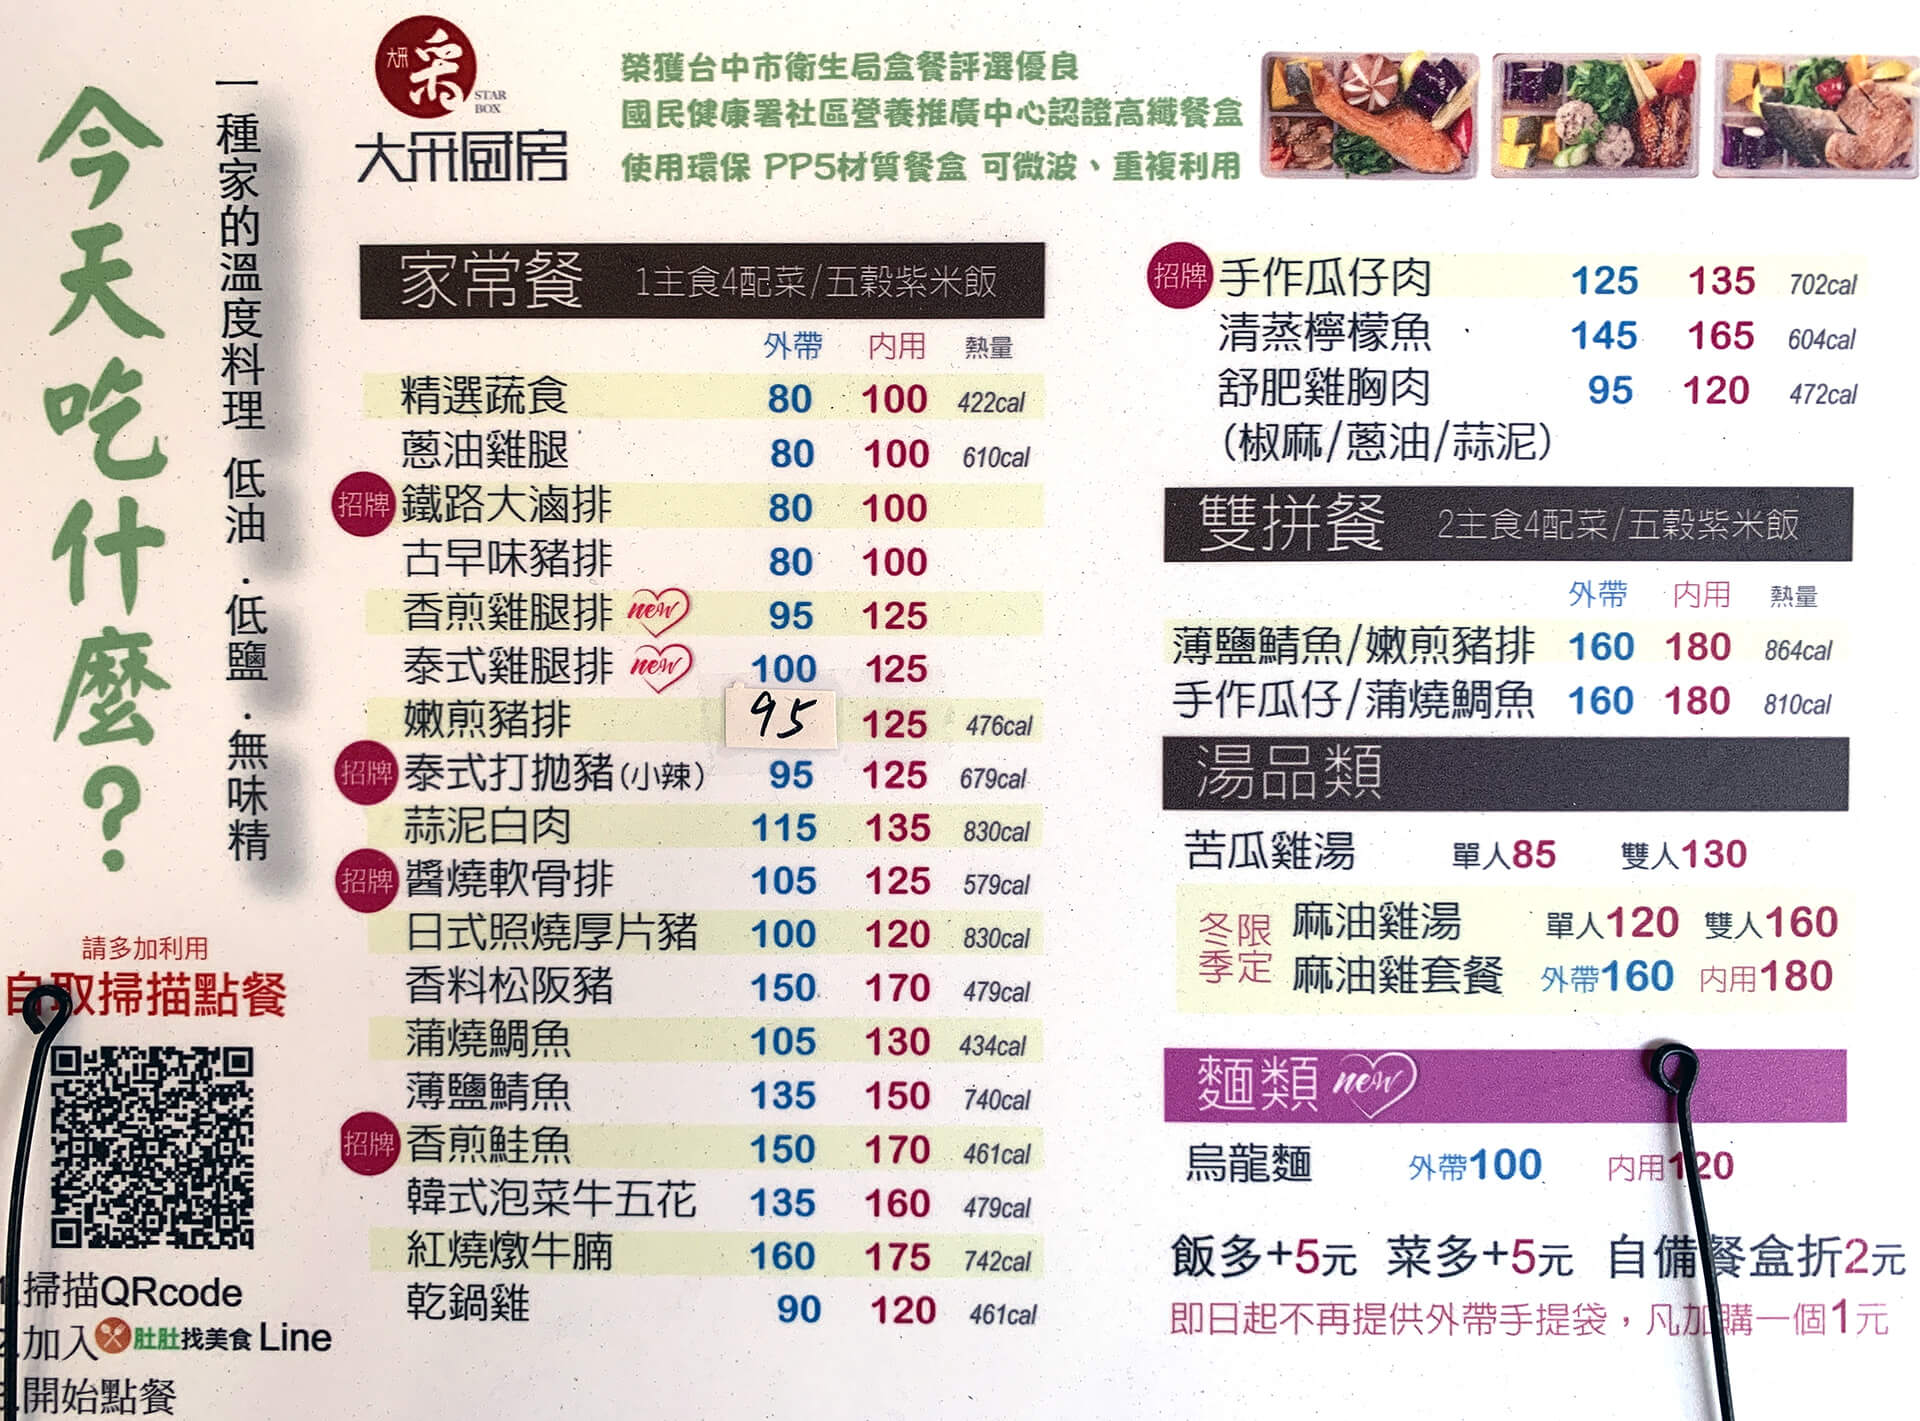 今天吃什麼?
一種家的溫度料理 低油．低鹽．無味精
請多加利用
自取掃描點餐
1.掃描QRcode
2.加入肚肚找美食 Line
3.開始點餐
大采
采
STAR
BOX
大采厨房
榮獲台中市衛生局盒餐評選優良
國民健康署社區營養推廣中心認證高纖餐盒
使用環保 PP5材質餐盒 可微波、重複利用
家常餐 1主食4配菜/五穀紫米飯
外帶 內用 熱量
精選蔬食 80 100 422cal
蔥油雞腿 80 100 610cal
招牌 鐵路大滷排 80 100
古早味豬排 80 100
香煎雞腿排 new 95 125
泰式雞腿排 new 100 125
嫩煎豬排 95 125 476cal
招牌 泰式打拋豬(小辣) 95 125 679cal
蒜泥白肉 115 135 830cal
招牌 醬燒軟骨排 105 125 579cal
日式照燒厚片豬 100 120 830cal
香料松阪豬 150 170 479cal
蒲燒鯛魚 105 130 434cal
薄鹽鯖魚 135 150 740cal
招牌 香煎鮭魚 150 170 461cal
韓式泡菜牛五花 135 160 479cal
紅燒燉牛腩 160 175 742cal
乾鍋雞 90 120 461cal
招牌 手作瓜仔肉 125 135 702cal
清蒸檸檬魚 145 165 604cal
舒肥雞胸肉 95 120 472cal
(椒麻/蔥油/蒜泥)
雙拼餐 2主食4配菜/五穀紫米飯
外帶 內用 熱量
薄鹽鯖魚/嫩煎豬排 160 180 864cal
手作瓜仔/蒲燒鯛魚 160 180 810cal
湯品類
苦瓜雞湯 單人85 雙人130
冬季限定
麻油雞湯 單人120 雙人160
麻油雞套餐 外帶160 內用180
麵類 new
烏龍麵 外帶100 內用120
飯多+5元 菜多+5元 自備餐盒折2元
即日起不再提供外帶手提袋，凡加購一個1元